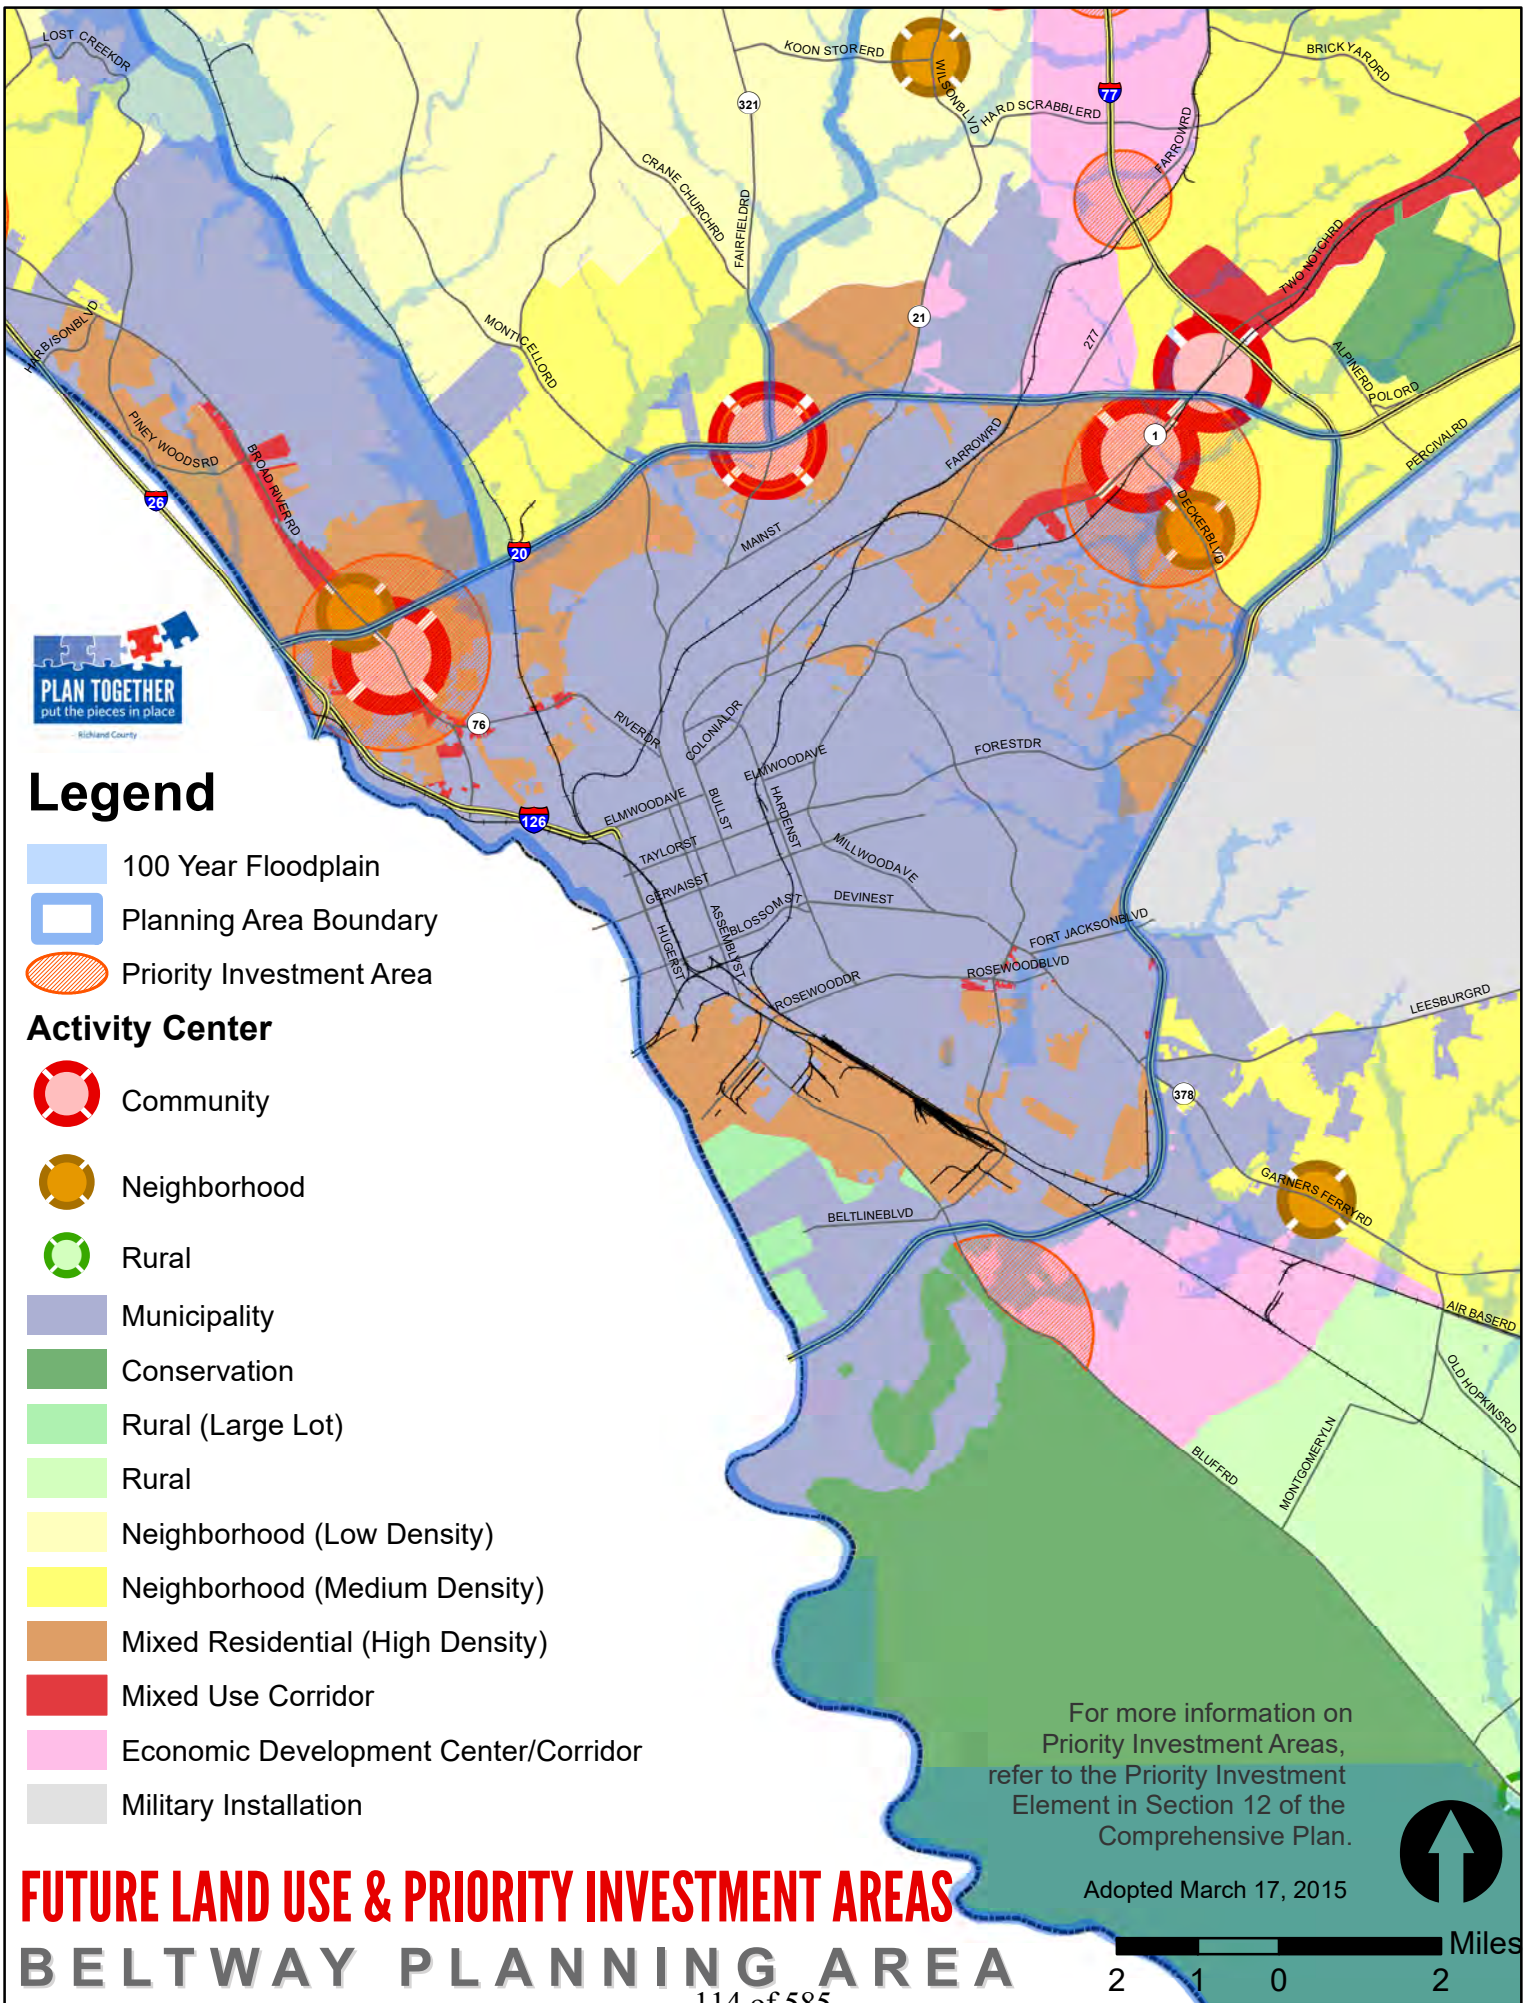 LOST CREEKDR
KOON STORERD
WILSONBLVD
HARD SCRABBLERD
BRICKYARDRD
77
321
FARROWRD
CRANE CHURCHRD
FAIRFIELDRD
TWO NOTCHRD
HARBISONBLVD
MONTICELLORD
21
277
ALPINERD
POLORD
PINEY WOODSRD
BROAD RIVERRD
FARROWRD
1
PERCIVALRD
26
DECKERBLVD
20
MAINST
PLAN TOGETHER
put the pieces in place
Richland County
76
RIVERDR
COLONIALDR
ELMWOODAVE
FORESTDR
Legend
ELMWOODAVE
BULLST
HARDENST
126
TAYLORST
MILLWOODAVE
100 Year Floodplain
GERVAISST
DEVINEST
Planning Area Boundary
ASSEMBLYST
BLOSSOMST
HUGERST
FORT JACKSONBLVD
Priority Investment Area
ROSEWOODDR
ROSEWOODBLVD
LEESBURGRD
Activity Center
Community
378
Neighborhood
GARNERS FERRYRD
BELTLINEBLVD
Rural
Municipality
AIR BASERD
Conservation
OLD HOPKINSRD
Rural (Large Lot)
MONTGOMERYLN
BLUFFRD
Rural
Neighborhood (Low Density)
Neighborhood (Medium Density)
Mixed Residential (High Density)
Mixed Use Corridor
Economic Development Center/Corridor
Military Installation
For more information on
Priority Investment Areas,
refer to the Priority Investment
Element in Section 12 of the
Comprehensive Plan.
Adopted March 17, 2015
FUTURE LAND USE & PRIORITY INVESTMENT AREAS
BELTWAY PLANNING AREA
Miles
2 1 0 2
114 of 585